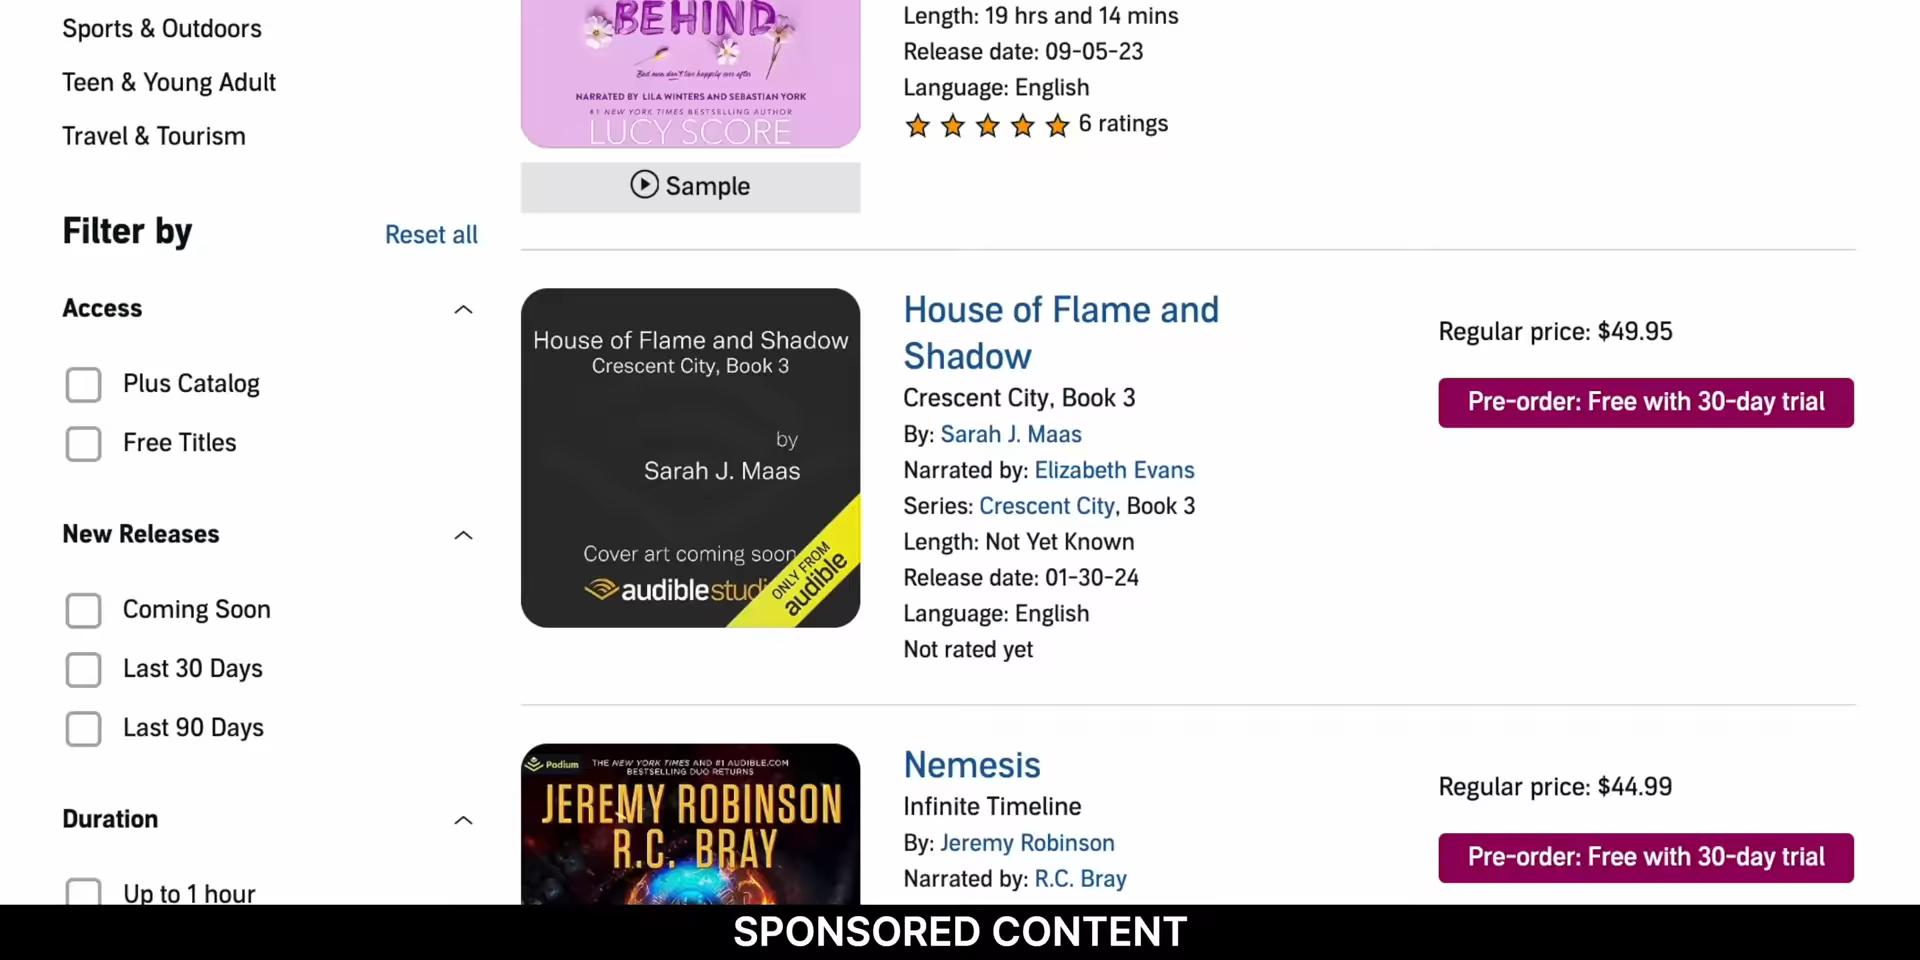 Sports & Outdoors
Teen & Young Adult
Travel & Tourism
Filter by
Reset all
Access
Plus Catalog
Free Titles
New Releases
Coming Soon
Last 30 Days
Last 90 Days
Duration
Up to 1 hour
BEHIND
Bad men don't live happily ever after
NARRATED BY LILA WINTERS AND SEBASTIAN YORK
#1 NEW YORK TIMES BESTSELLING AUTHOR
LUCY SCORE
Sample
Length: 19 hrs and 14 mins
Release date: 09-05-23
Language: English
6 ratings
House of Flame and Shadow
Crescent City, Book 3
by
Sarah J. Maas
Cover art coming soon
audible studi
ONLY FROM
audible
House of Flame and
Shadow
Crescent City, Book 3
By: Sarah J. Maas
Narrated by: Elizabeth Evans
Series: Crescent City, Book 3
Length: Not Yet Known
Release date: 01-30-24
Language: English
Not rated yet
Regular price: $49.95
Pre-order: Free with 30-day trial
Podium
THE NEW YORK TIMES AND #1 AUDIBLE.COM
BESTSELLING DUO RETURNS
JEREMY ROBINSON
R.C. BRAY
Nemesis
Infinite Timeline
By: Jeremy Robinson
Narrated by: R.C. Bray
Regular price: $44.99
Pre-order: Free with 30-day trial
SPONSORED CONTENT